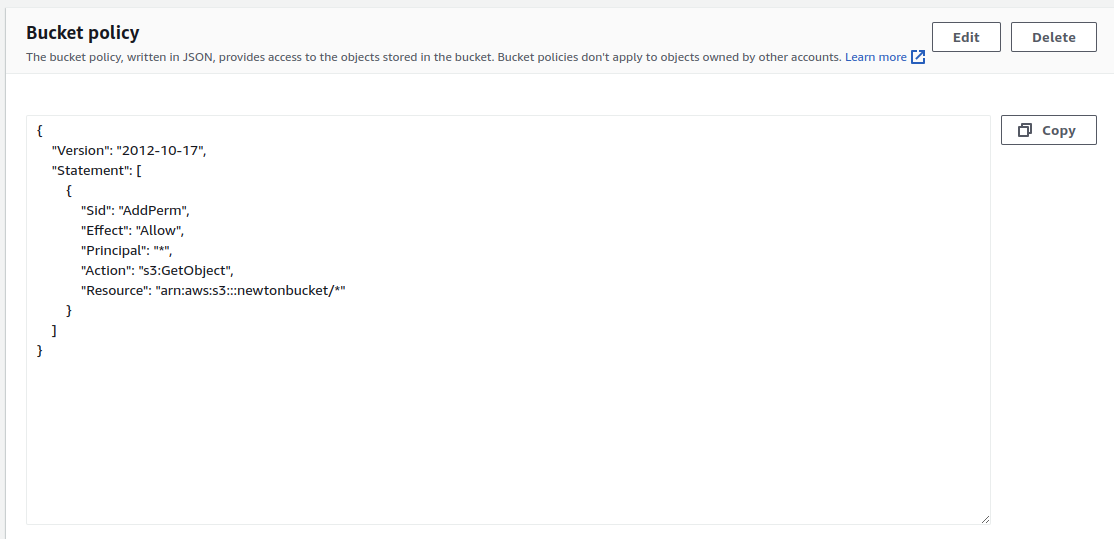 Bucket policy
Edit
Delete
The bucket policy, written in JSON, provides access to the objects stored in the bucket. Bucket policies don't apply to objects owned by other accounts. Learn more
Copy
{
"Version": "2012-10-17",
"Statement": [
{
"Sid": "AddPerm",
"Effect": "Allow",
"Principal": "*",
"Action": "s3:GetObject",
"Resource": "arn:aws:s3:::newtonbucket/*"
}
]
}